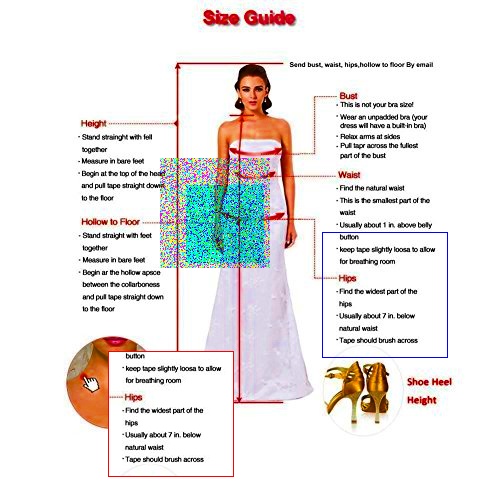 Size Guide
Send bust, waist, hips,hollow to floor By email
Height
· Stand strainght with fell
together
· Measure in bare feet
· Begin at the top of the head
and pull tape straight down
to the floor
Hollow to Floor
· Stand straight with feet
together
· Measure in bare feet
· Begin ar the hollow apsce
between the collarboness
and pull tape straight down
to the floor
Bust
· This is not your bra size!
· Wear an unpadded bra (your
dress will have a built-in bra)
· Relax arms at sides
· Pull tapr across the fullest
part of the bust
Waist
· Find the natural waist
· This is the smallest part of the
waist
· Usually about 1 in. above belly
button
· keep tape slightly loosa to allow
for breathing room
Hips
· Find the widest part of the
hips
· Usually about 7 in. below
natural waist
· Tape should brush across
button
· keep tape slightly loosa to allow
for breathing room
Hips
· Find the widest part of the
hips
· Usually about 7 in. below
natural waist
· Tape should brush across
Shoe Heel
Height